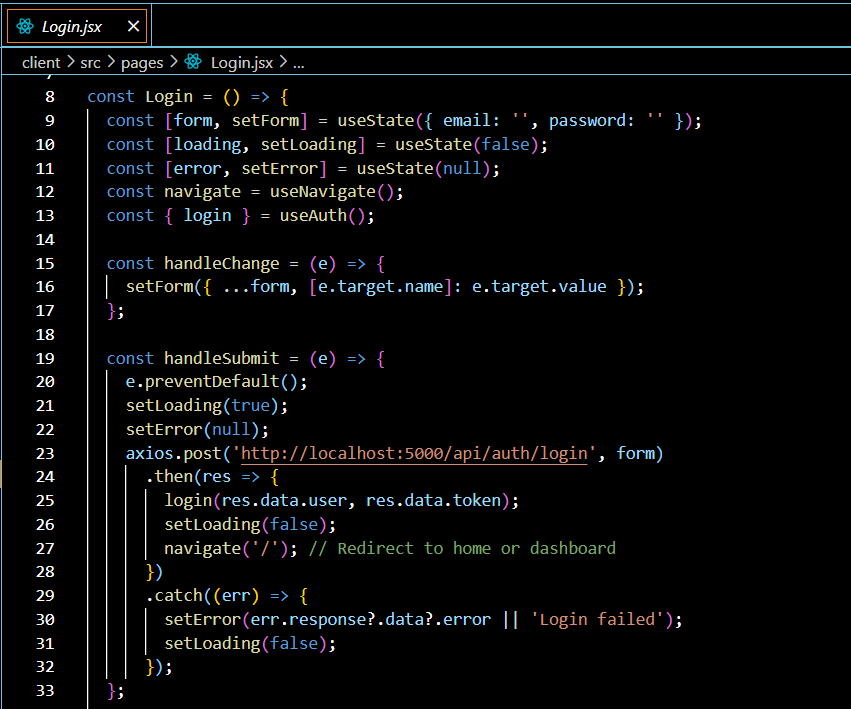 Login.jsx
client > src > pages > Login.jsx > ...
8 const Login = () => {
9 const [form, setForm] = useState({ email: '', password: '' });
10 const [loading, setLoading] = useState(false);
11 const [error, setError] = useState(null);
12 const navigate = useNavigate();
13 const { login } = useAuth();
14
15 const handleChange = (e) => {
16 setForm({ ...form, [e.target.name]: e.target.value });
17 };
18
19 const handleSubmit = (e) => {
20 e.preventDefault();
21 setLoading(true);
22 setError(null);
23 axios.post('http://localhost:5000/api/auth/login', form)
24 .then(res => {
25 login(res.data.user, res.data.token);
26 setLoading(false);
27 navigate('/'); // Redirect to home or dashboard
28 })
29 .catch((err) => {
30 setError(err.response?.data?.error || 'Login failed');
31 setLoading(false);
32 });
33 };